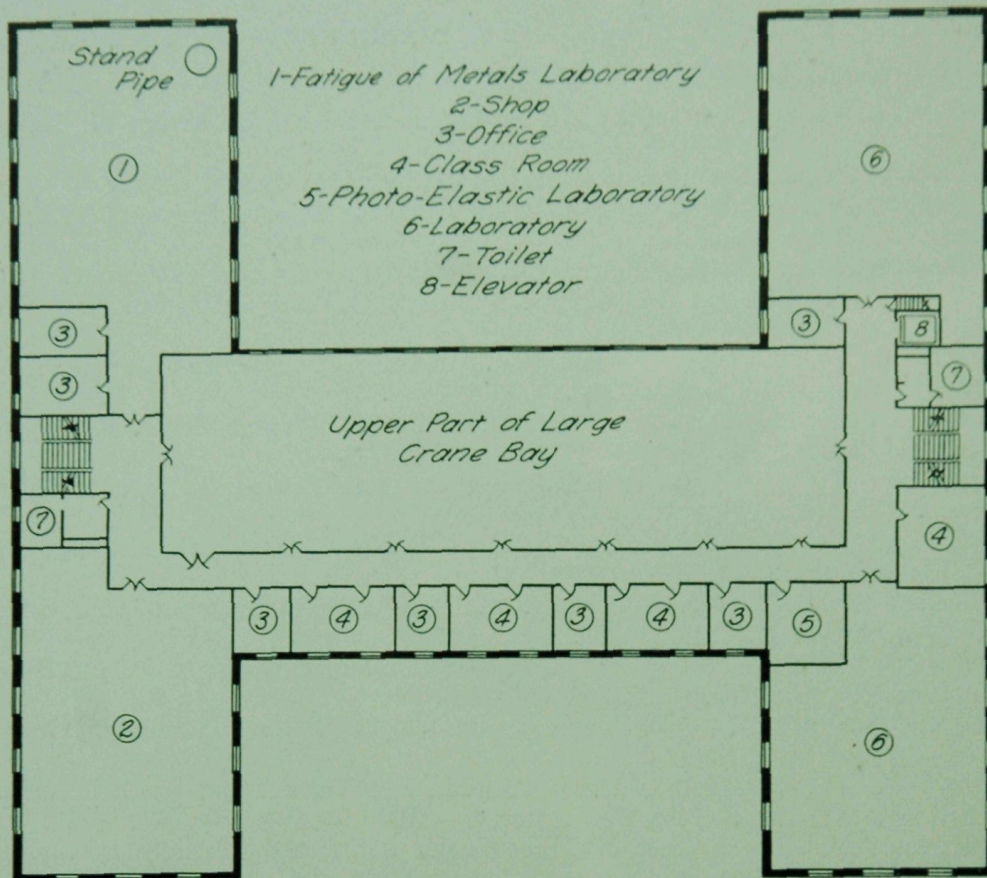 Stand
Pipe
1-Fatigue of Metals Laboratory
2-Shop
3-Office
4-Class Room
5-Photo-Elastic Laboratory
6-Laboratory
7-Toilet
8-Elevator
1
6
3
3
8
3
7
Upper Part of Large
Crane Bay
7
4
3
4
3
4
3
4
3
5
2
6